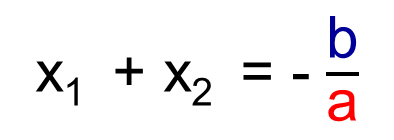 x₁ + x₂ = - b/a